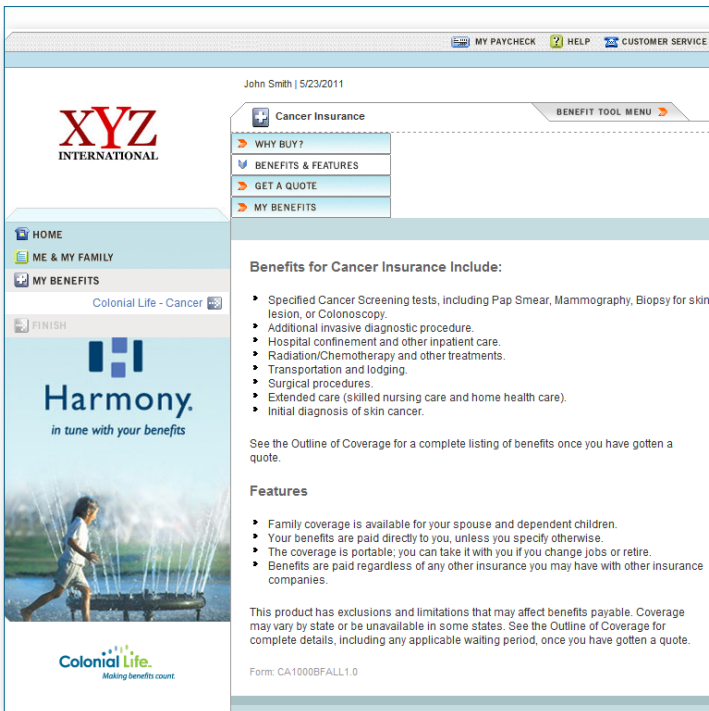 MY PAYCHECK HELP CUSTOMER SERVICE
John Smith | 5/23/2011
Cancer Insurance
BENEFIT TOOL MENU
XYZ
INTERNATIONAL
WHY BUY?
BENEFITS & FEATURES
GET A QUOTE
MY BENEFITS
HOME
ME & MY FAMILY
MY BENEFITS
Colonial Life - Cancer
FINISH
Harmony.
in tune with your benefits
Colonial Life.
Making benefits count.
Benefits for Cancer Insurance Include:
Specified Cancer Screening tests, including Pap Smear, Mammography, Biopsy for skin
lesion, or Colonoscopy.
Additional invasive diagnostic procedure.
Hospital confinement and other inpatient care.
Radiation/Chemotherapy and other treatments.
Transportation and lodging.
Surgical procedures.
Extended care (skilled nursing care and home health care).
Initial diagnosis of skin cancer.
See the Outline of Coverage for a complete listing of benefits once you have gotten a
quote.
Features
Family coverage is available for your spouse and dependent children.
Your benefits are paid directly to you, unless you specify otherwise.
The coverage is portable; you can take it with you if you change jobs or retire.
Benefits are paid regardless of any other insurance you may have with other insurance
companies.
This product has exclusions and limitations that may affect benefits payable. Coverage
may vary by state or be unavailable in some states. See the Outline of Coverage for
complete details, including any applicable waiting period, once you have gotten a quote.
Form: CA1000BFALL1.0